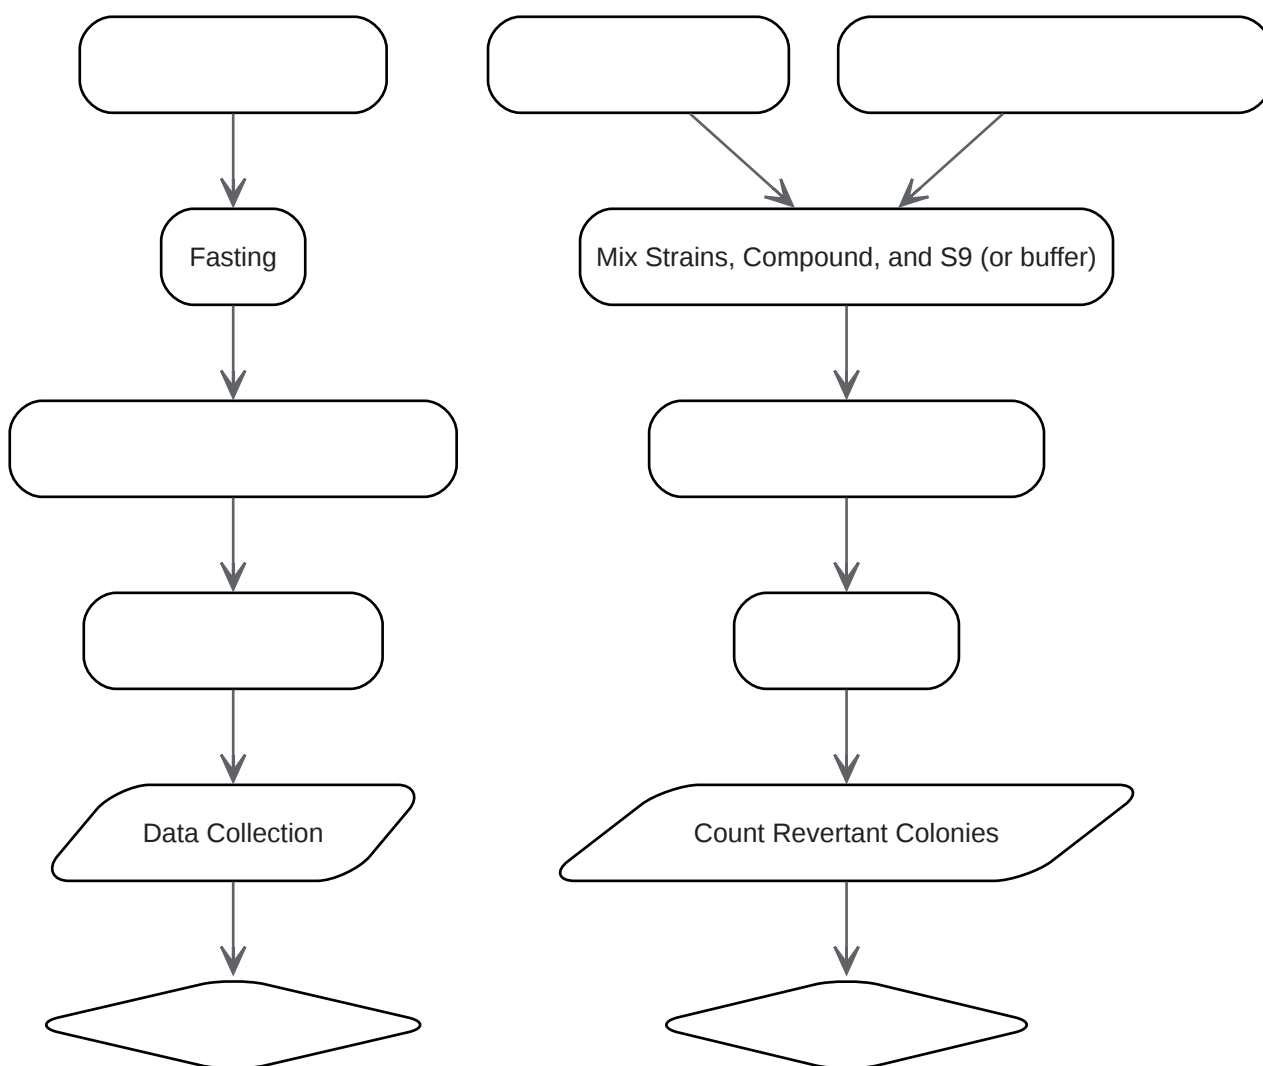 Fasting
Mix Strains, Compound, and S9 (or buffer)
Data Collection
Count Revertant Colonies